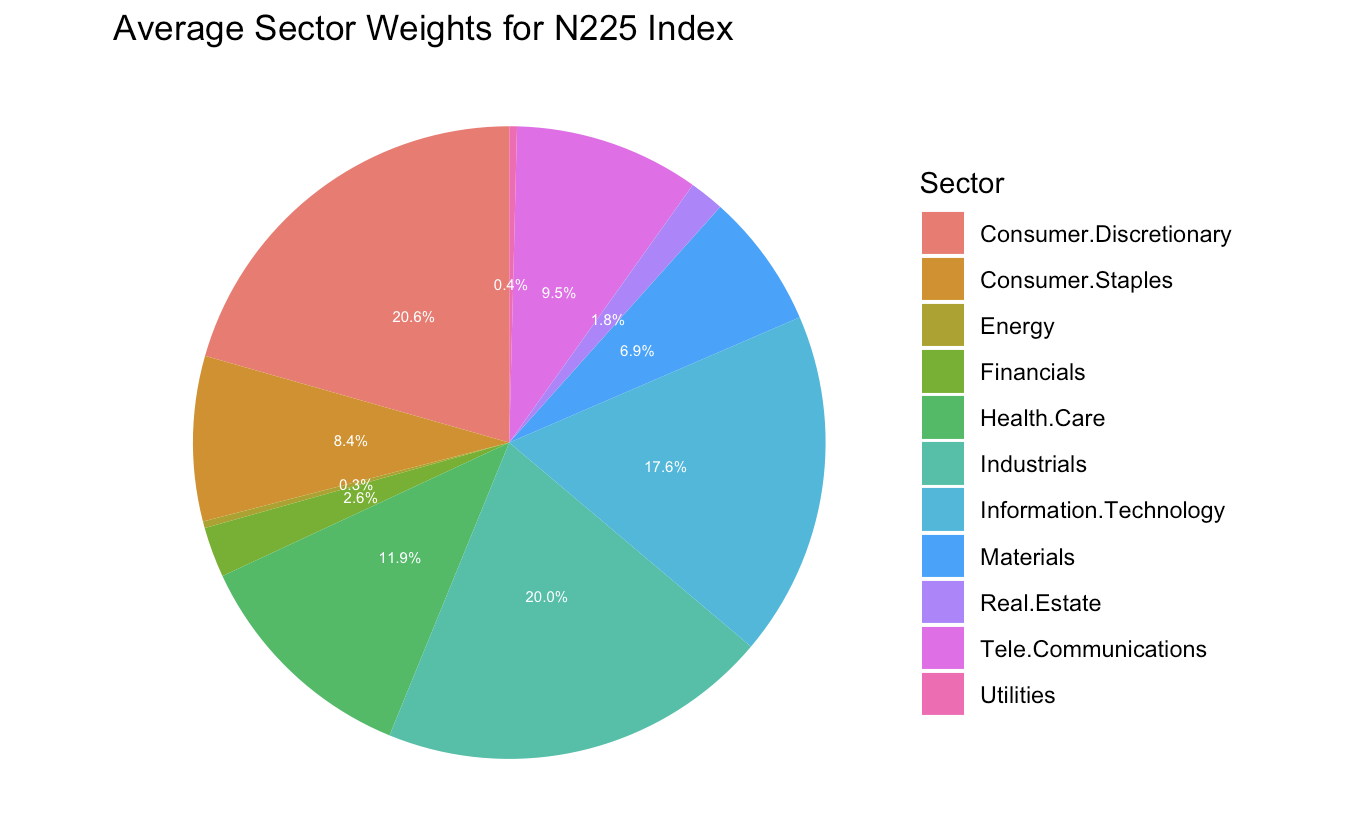 Average Sector Weights for N225 Index
0.4%
9.5%
20.6%
1.8%
6.9%
8.4%
17.6%
0.3%
2.6%
11.9%
20.0%
Sector
Consumer.Discretionary
Consumer.Staples
Energy
Financials
Health.Care
Industrials
Information.Technology
Materials
Real.Estate
Tele.Communications
Utilities